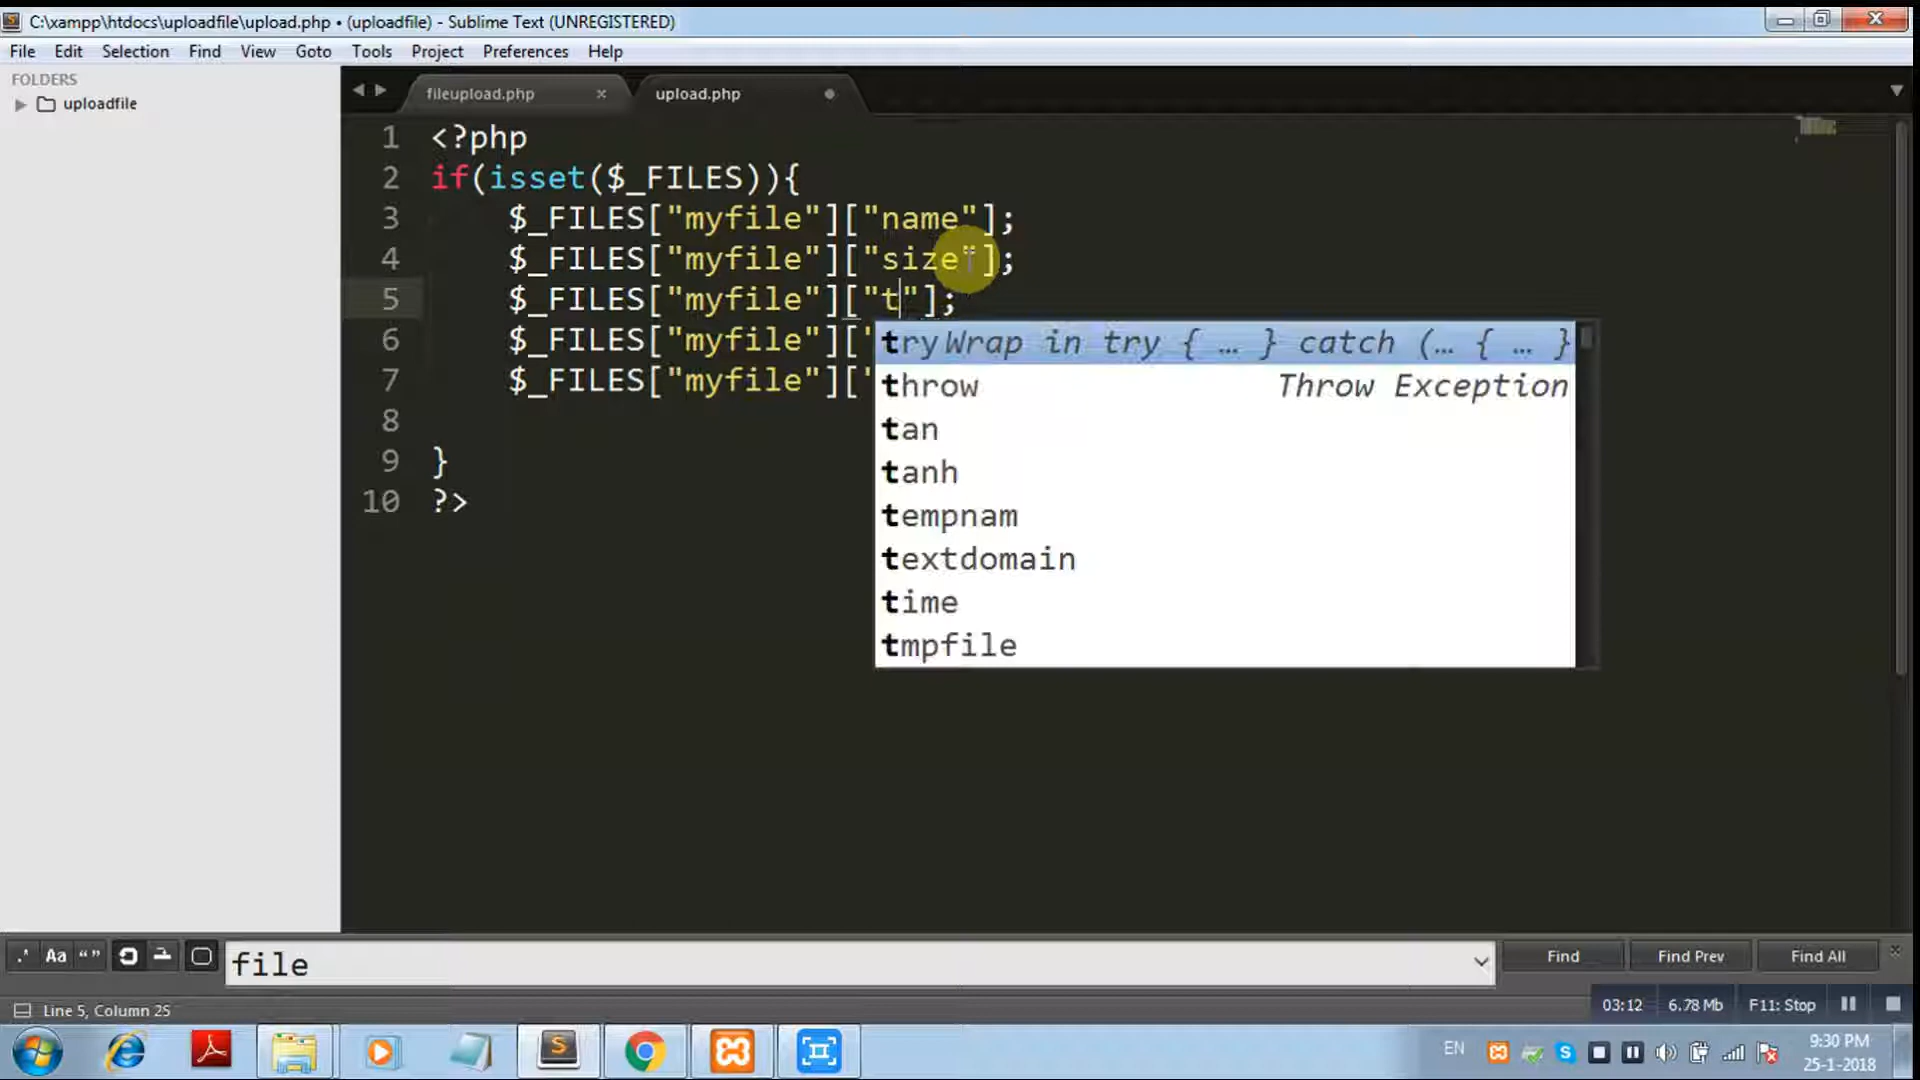 C:\xampp\htdocs\uploadfile\upload.php • (uploadfile) - Sublime Text (UNREGISTERED)
File Edit Selection Find View Goto Tools Project Preferences Help
FOLDERS
uploadfile
fileupload.php × upload.php
1 <?php
2 if(isset($_FILES)){
3 $_FILES["myfile"]["name"];
4 $_FILES["myfile"]["size"];
5 $_FILES["myfile"]["t"];
6 $_FILES["myfile"]["
7 $_FILES["myfile"]["
8
9 }
10 ?>
try Wrap in try { … } catch (… { … }
throw Throw Exception
tan
tanh
tempnam
textdomain
time
tmpfile
.* Aa “ ” file Find Find Prev Find All
Line 5, Column 25
03:12 6.78 Mb F11: Stop
EN
9:30 PM
25-1-2018